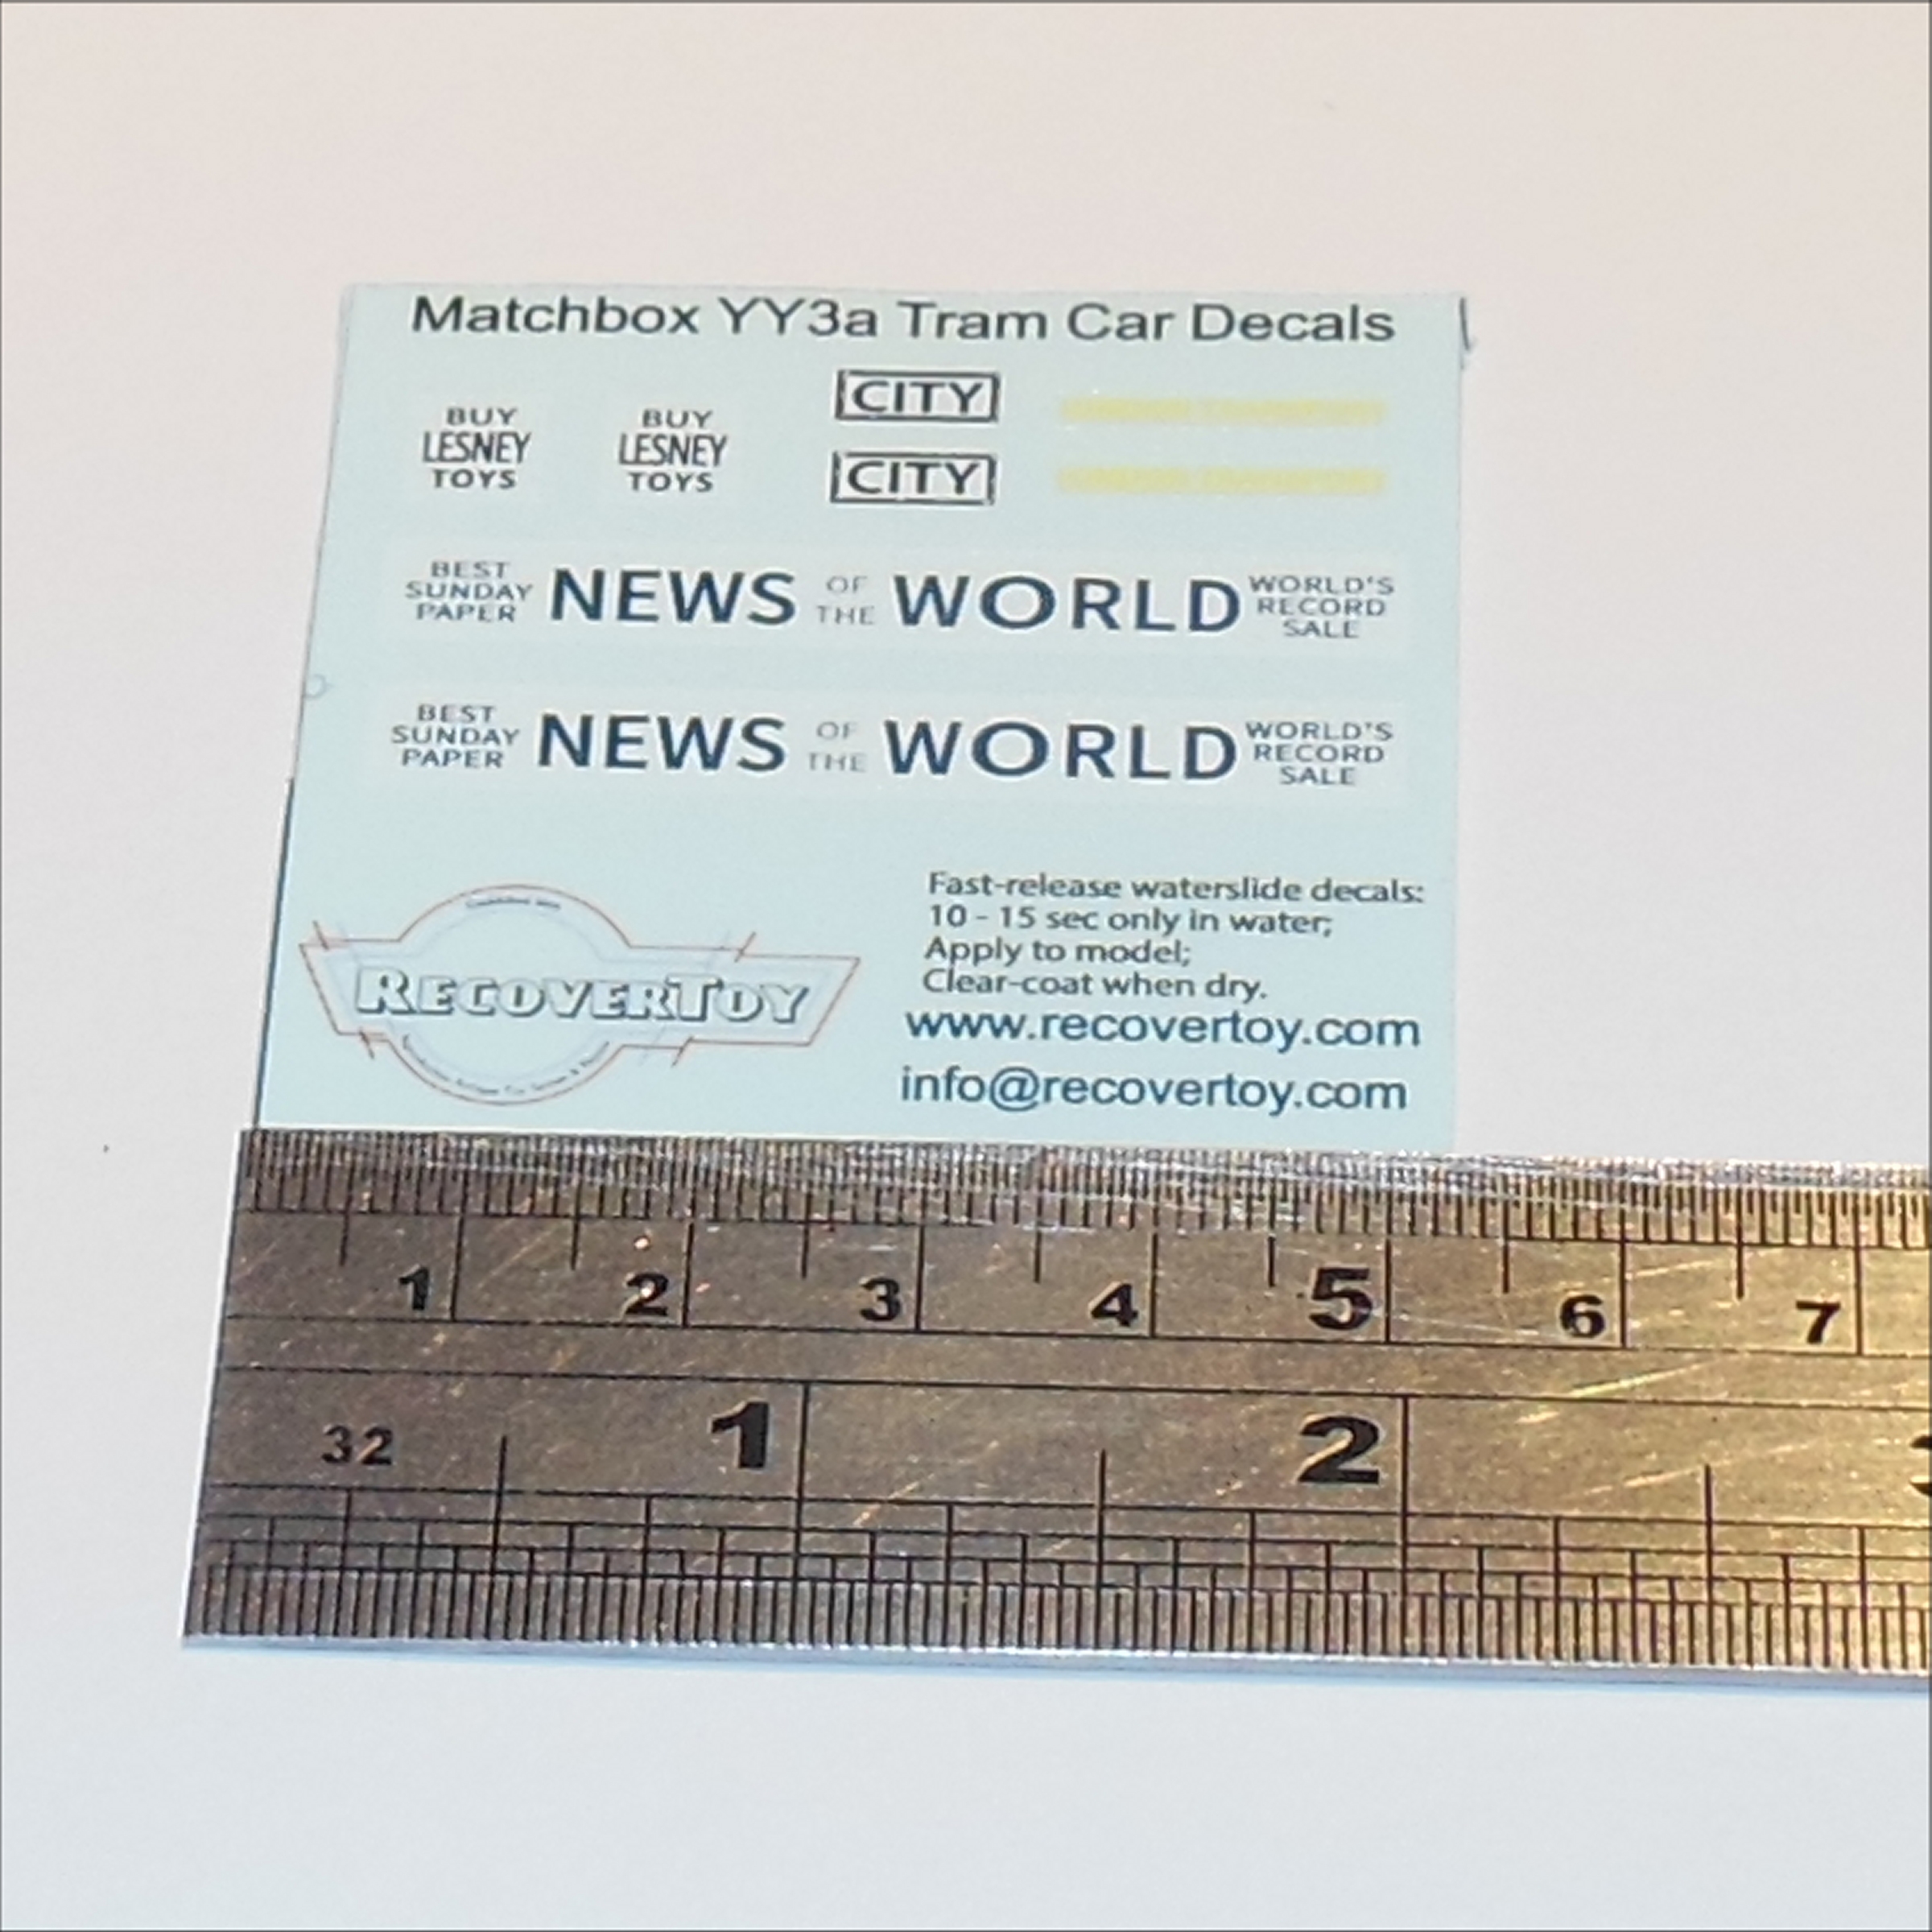 Matchbox YY3a Tram Car Decals
BUY
LESNEY
TOYS
BUY
LESNEY
TOYS
CITY
CITY
BEST
SUNDAY
PAPER
NEWS
OF
THE
WORLD
WORLD'S
RECORD
SALE
BEST
SUNDAY
PAPER
NEWS
OF
THE
WORLD
WORLD'S
RECORD
SALE
RECOVERTOY
Fast-release waterslide decals:
10 - 15 sec only in water;
Apply to model;
Clear-coat when dry.
www.recovertoy.com
info@recovertoy.com
1 2 3 4 5 6 7
32 1 2